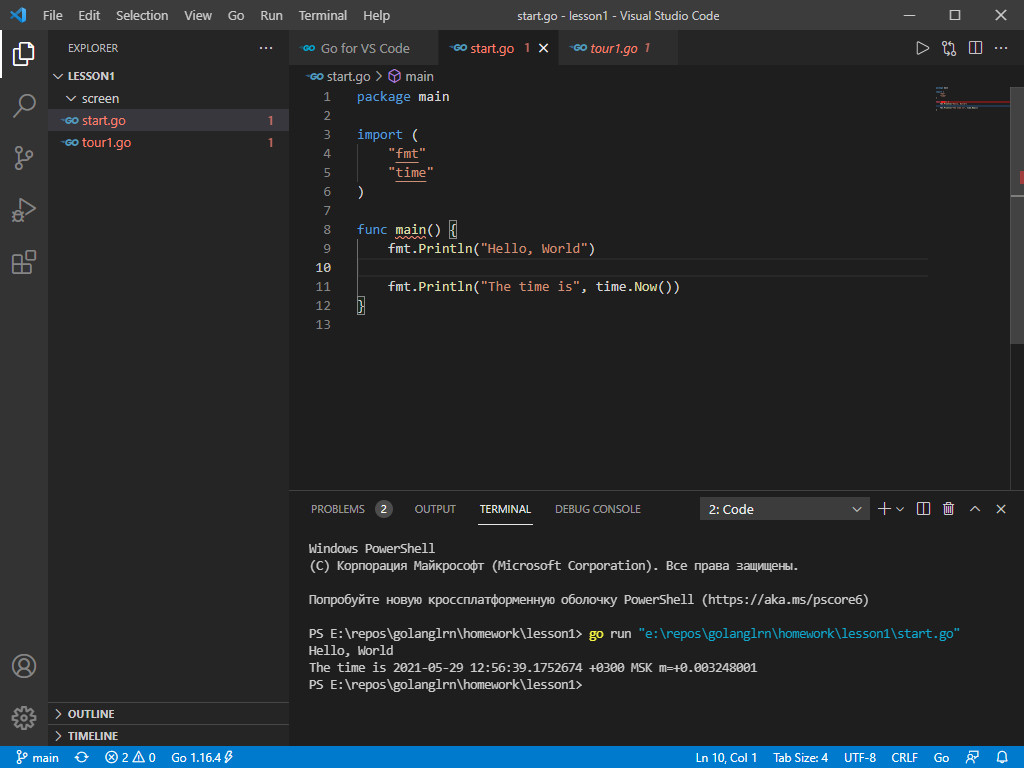 File Edit Selection View Go Run Terminal Help start.go - lesson1 - Visual Studio Code
EXPLORER
LESSON1
screen
start.go 1
tour1.go 1
OUTLINE
TIMELINE
Go for VS Code start.go 1 tour1.go 1
start.go > main
1 package main
2
3 import (
4 "fmt"
5 "time"
6 )
7
8 func main() {
9 fmt.Println("Hello, World")
10
11 fmt.Println("The time is", time.Now())
12 }
13
PROBLEMS 2 OUTPUT TERMINAL DEBUG CONSOLE 2: Code
Windows PowerShell
(C) Корпорация Майкрософт (Microsoft Corporation). Все права защищены.
Попробуйте новую кроссплатформенную оболочку PowerShell (https://aka.ms/pscore6)
PS E:\repos\golanglrn\homework\lesson1> go run "e:\repos\golanglrn\homework\lesson1\start.go"
Hello, World
The time is 2021-05-29 12:56:39.1752674 +0300 MSK m=+0.003248001
PS E:\repos\golanglrn\homework\lesson1>
main 2 0 Go 1.16.4 Ln 10, Col 1 Tab Size: 4 UTF-8 CRLF Go